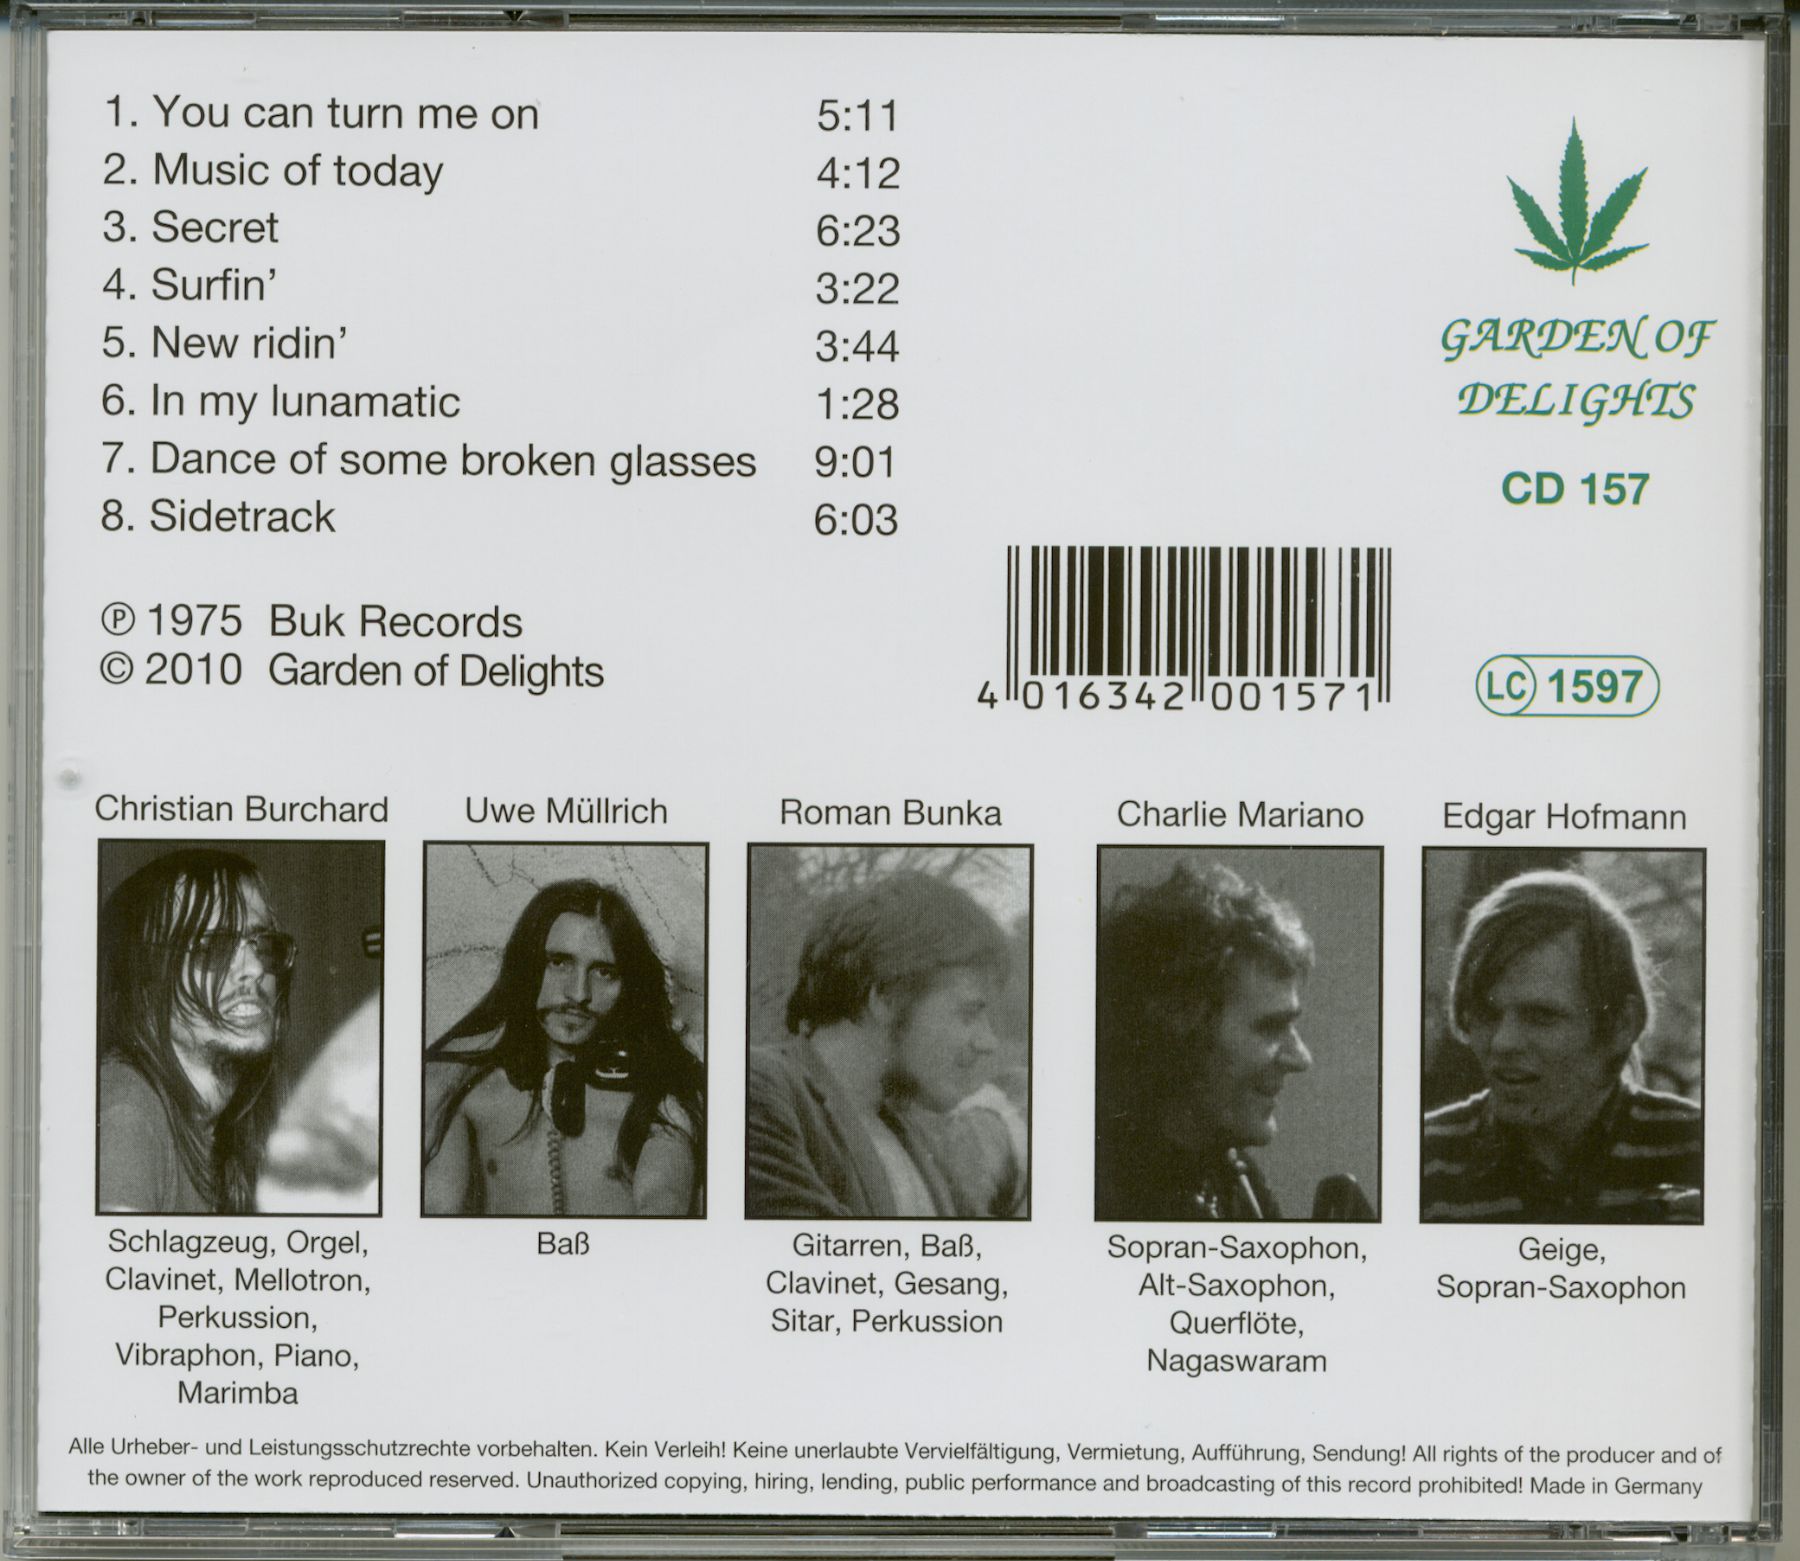 1. You can turn me on 5:11
2. Music of today 4:12
3. Secret 6:23
4. Surfin’ 3:22
5. New ridin’ 3:44
6. In my lunamatic 1:28
7. Dance of some broken glasses 9:01
8. Sidetrack 6:03
GARDEN OF
DELIGHTS
CD 157
℗ 1975 Buk Records
© 2010 Garden of Delights
4 016342 001571
LC 1597
Christian Burchard
Schlagzeug, Orgel,
Clavinet, Mellotron,
Perkussion,
Vibraphon, Piano,
Marimba
Uwe Müllrich
Baß
Roman Bunka
Gitarren, Baß,
Clavinet, Gesang,
Sitar, Perkussion
Charlie Mariano
Sopran-Saxophon,
Alt-Saxophon,
Querflöte,
Nagaswaram
Edgar Hofmann
Geige,
Sopran-Saxophon
Alle Urheber- und Leistungsschutzrechte vorbehalten. Kein Verleih! Keine unerlaubte Vervielfältigung, Vermietung, Aufführung, Sendung! All rights of the producer and of
the owner of the work reproduced reserved. Unauthorized copying, hiring, lending, public performance and broadcasting of this record prohibited! Made in Germany